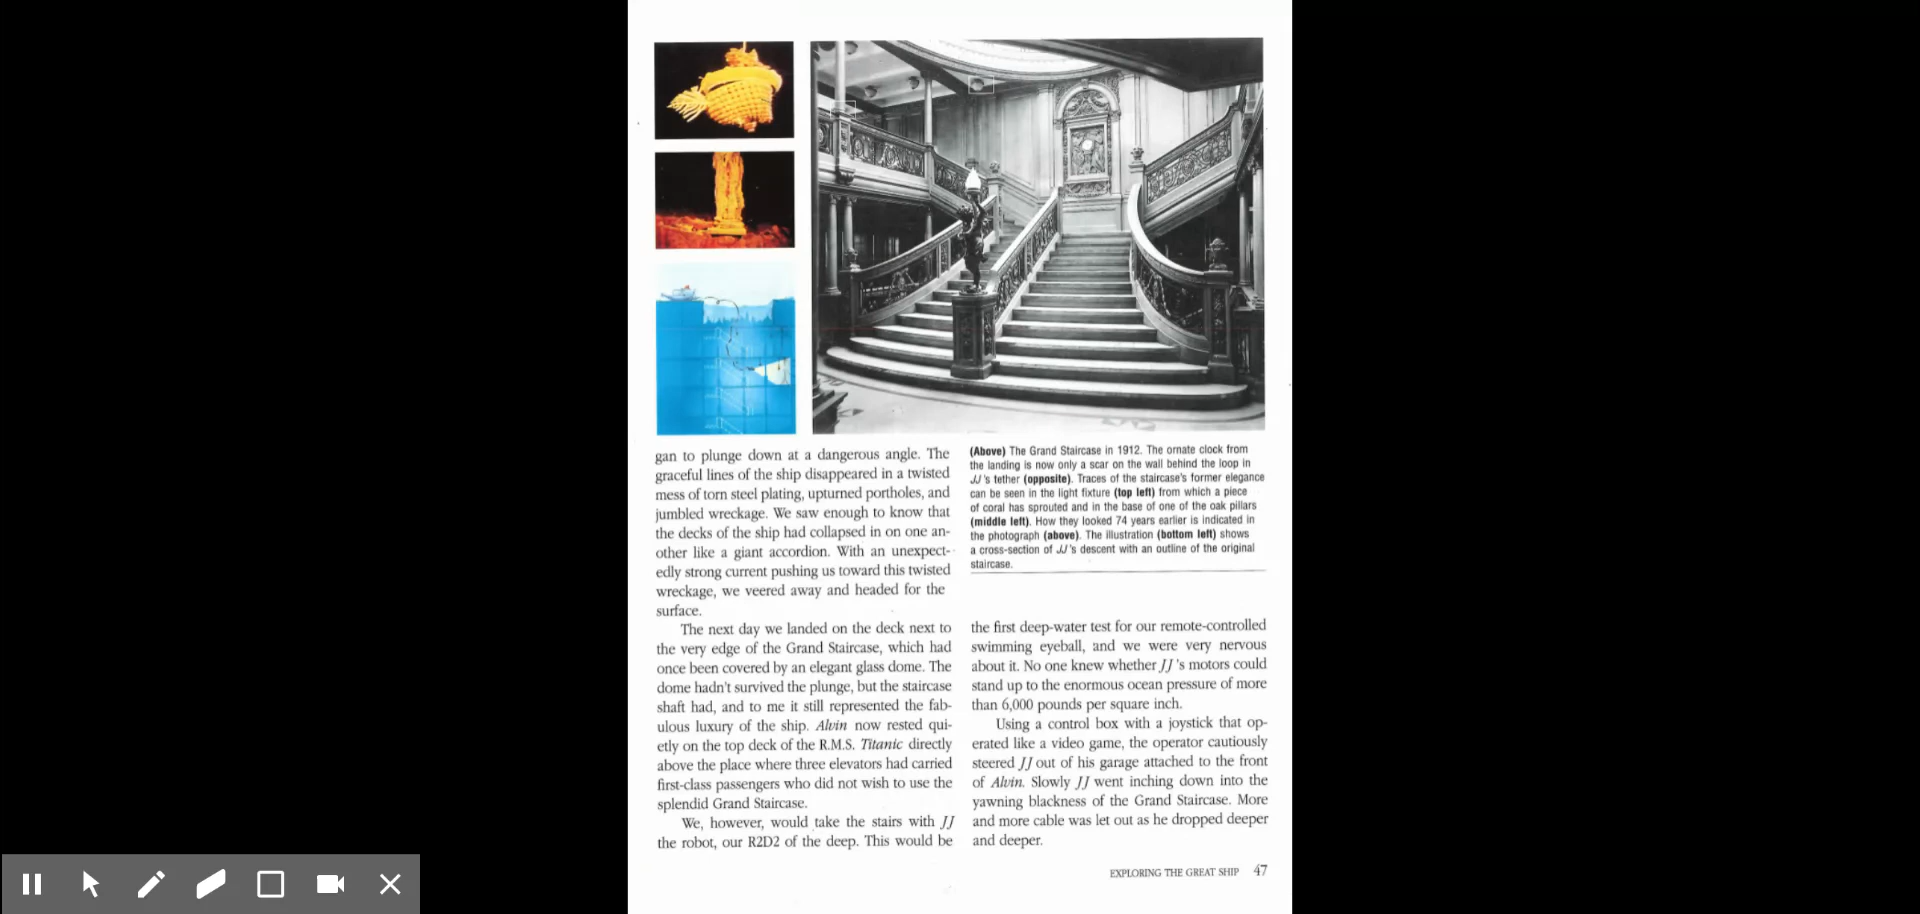 gan to plunge down at a dangerous angle. The
graceful lines of the ship disappeared in a twisted
mess of torn steel plating, upturned portholes, and
jumbled wreckage. We saw enough to know that
the decks of the ship had collapsed in on one an-
other like a giant accordion. With an unexpect-
edly strong current pushing us toward this twisted
wreckage, we veered away and headed for the
surface.
The next day we landed on the deck next to
the very edge of the Grand Staircase, which had
once been covered by an elegant glass dome. The
dome hadn't survived the plunge, but the staircase
shaft had, and to me it still represented the fab-
ulous luxury of the ship. Alvin now rested qui-
etly on the top deck of the R.M.S. Titanic directly
above the place where three elevators had carried
first-class passengers who did not wish to use the
splendid Grand Staircase.
We, however, would take the stairs with JJ
the robot, our R2D2 of the deep. This would be
(Above) The Grand Staircase in 1912. The ornate clock from
the landing is now only a scar on the wall behind the loop in
JJ's tether (opposite). Traces of the staircase's former elegance
can be seen in the light fixture (top left) from which a piece
of coral has sprouted and in the base of one of the oak pillars
(middle left). How they looked 74 years earlier is indicated in
the photograph (above). The illustration (bottom left) shows
a cross-section of JJ's descent with an outline of the original
staircase.
the first deep-water test for our remote-controlled
swimming eyeball, and we were very nervous
about it. No one knew whether JJ's motors could
stand up to the enormous ocean pressure of more
than 6,000 pounds per square inch.
Using a control box with a joystick that op-
erated like a video game, the operator cautiously
steered JJ out of his garage attached to the front
of Alvin. Slowly JJ went inching down into the
yawning blackness of the Grand Staircase. More
and more cable was let out as he dropped deeper
and deeper.
EXPLORING THE GREAT SHIP 47